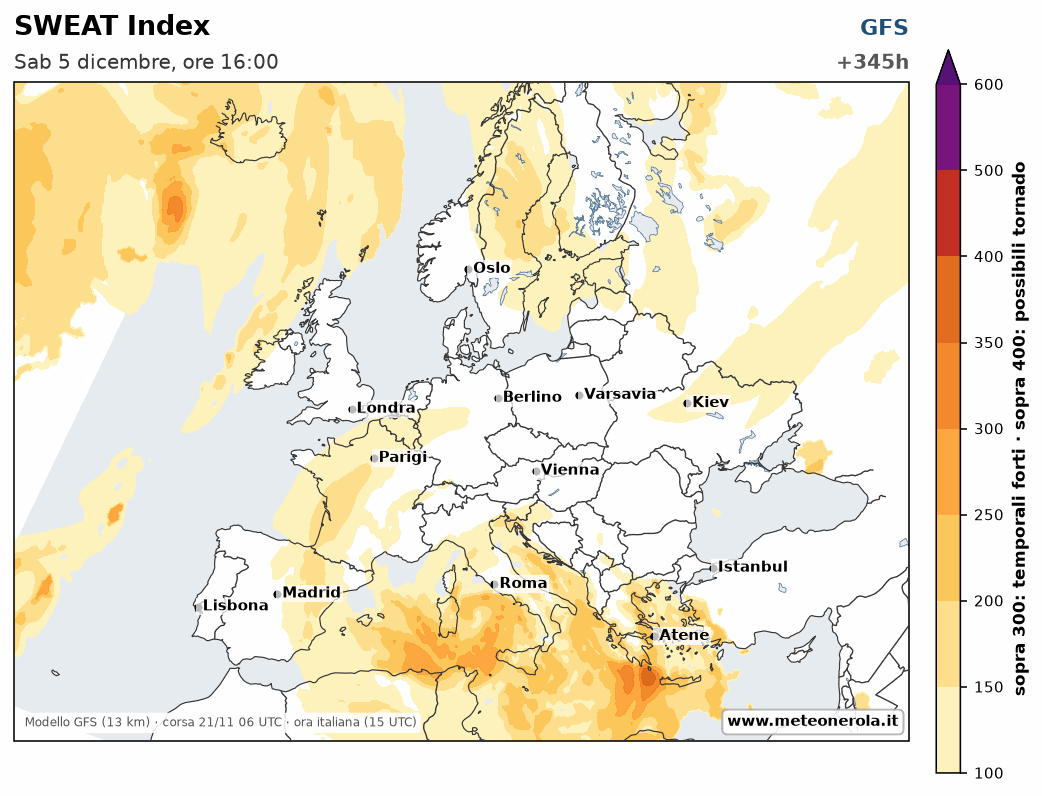 SWEAT Index
GFS
Sab 5 dicembre, ore 16:00
+345h
600
500
400
350
300
250
200
150
100
sopra 300: temporali forti · sopra 400: possibili tornado
Oslo
Londra
Berlino
Varsavia
Kiev
Parigi
Vienna
Istanbul
Roma
Madrid
Lisbona
Atene
Modello GFS (13 km) · corsa 21/11 06 UTC · ora italiana (15 UTC)
www.meteonerola.it